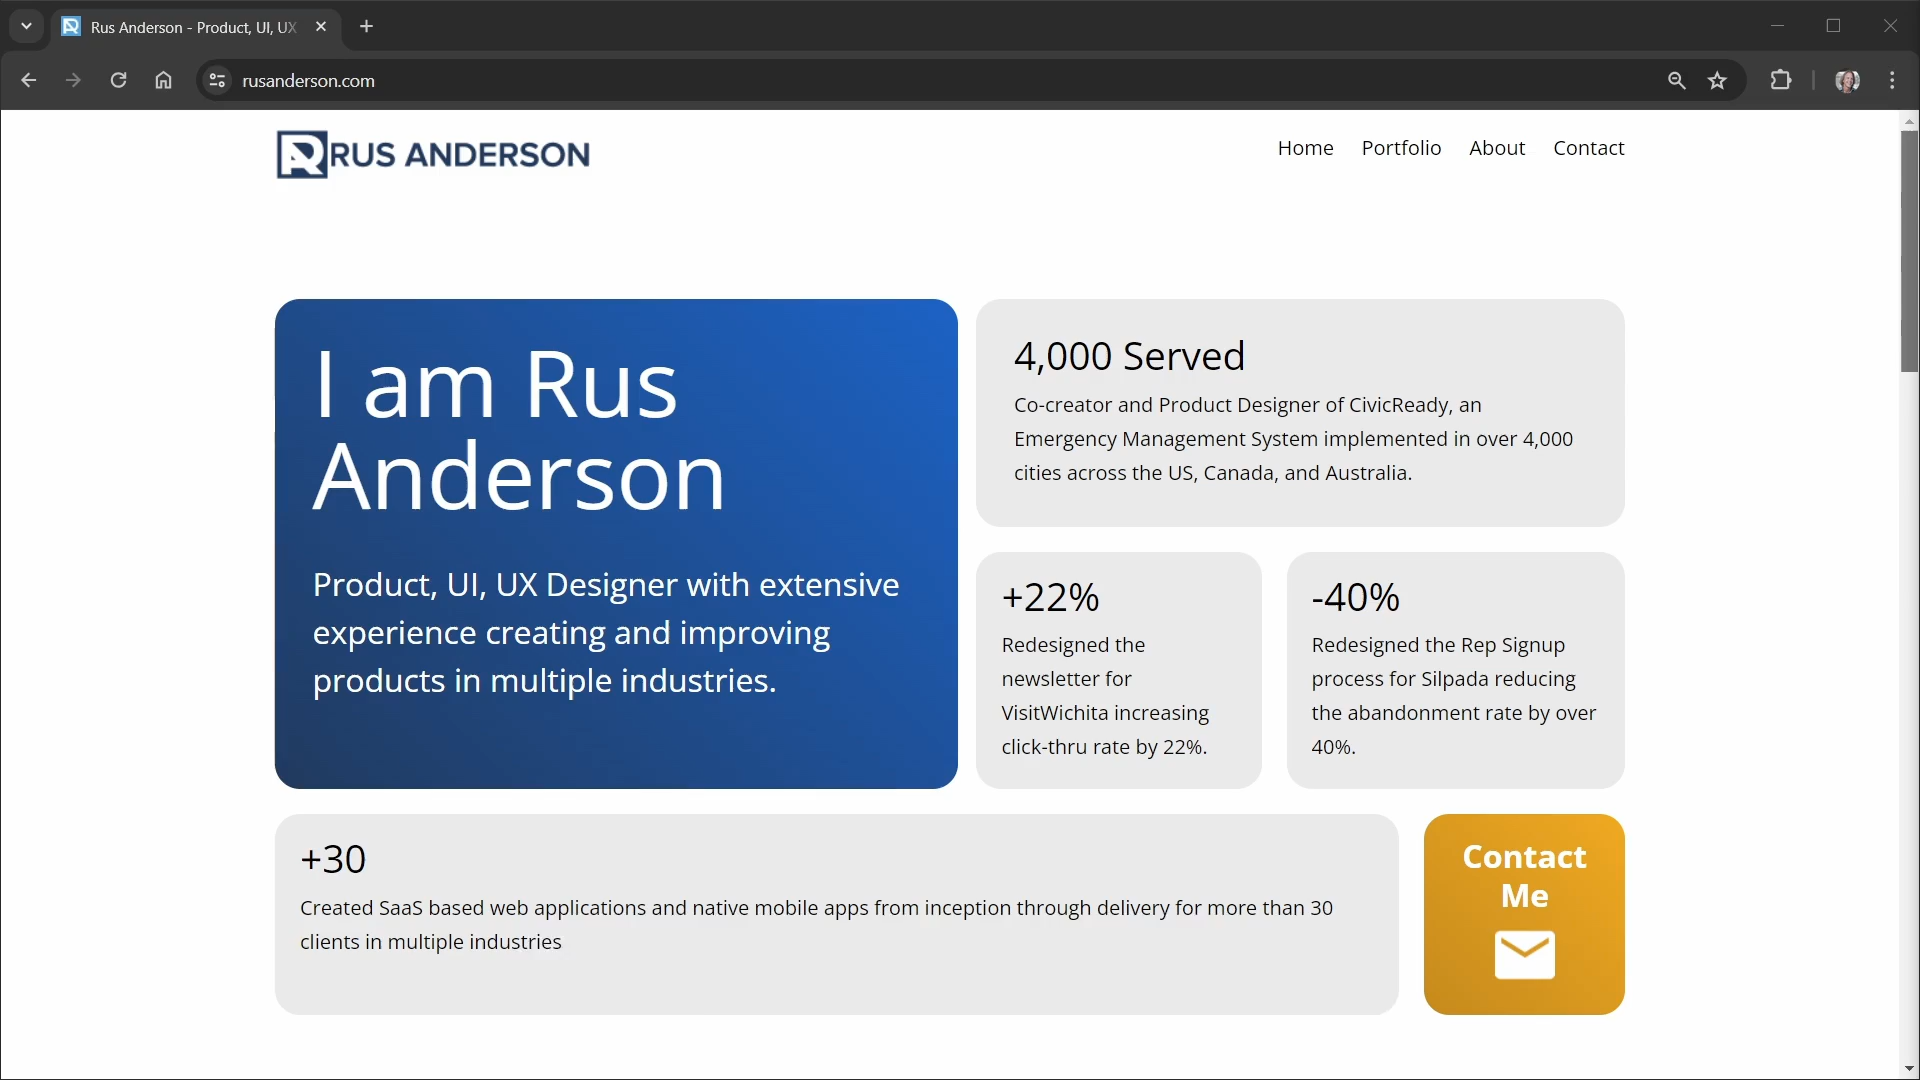 Rus Anderson - Product, UI, UX
rusanderson.com
RUS ANDERSON
Home Portfolio About Contact
I am Rus
Anderson
Product, UI, UX Designer with extensive
experience creating and improving
products in multiple industries.
4,000 Served
Co-creator and Product Designer of CivicReady, an
Emergency Management System implemented in over 4,000
cities across the US, Canada, and Australia.
+22%
Redesigned the
newsletter for
VisitWichita increasing
click-thru rate by 22%.
-40%
Redesigned the Rep Signup
process for Silpada reducing
the abandonment rate by over
40%.
+30
Created SaaS based web applications and native mobile apps from inception through delivery for more than 30
clients in multiple industries
Contact
Me